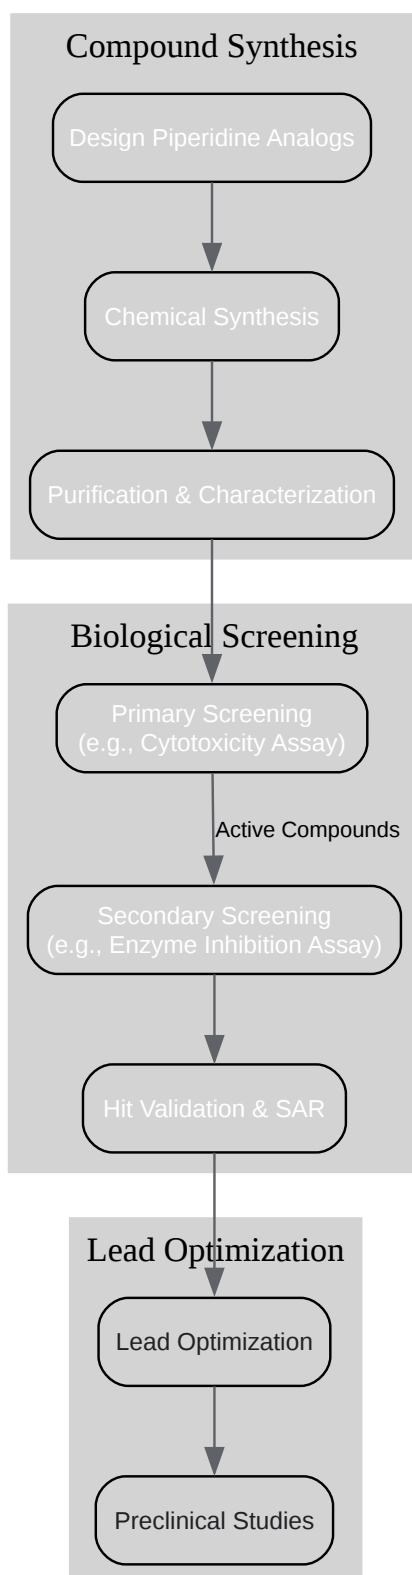 Compound Synthesis
Design Piperidine Analogs
Chemical Synthesis
Purification & Characterization
Biological Screening
Primary Screening
(e.g., Cytotoxicity Assay)
Active Compounds
Secondary Screening
(e.g., Enzyme Inhibition Assay)
Hit Validation & SAR
Lead Optimization
Lead Optimization
Preclinical Studies